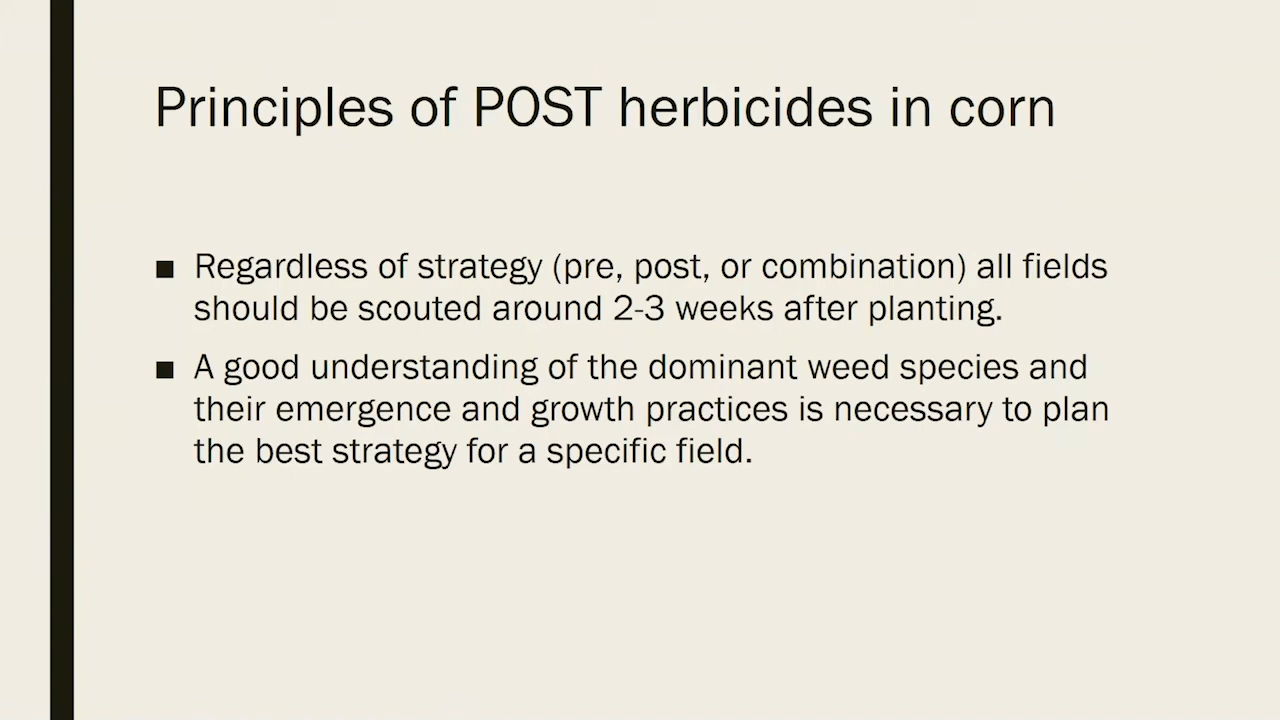 Principles of POST herbicides in corn
■ Regardless of strategy (pre, post, or combination) all fields
should be scouted around 2-3 weeks after planting.
■ A good understanding of the dominant weed species and
their emergence and growth practices is necessary to plan
the best strategy for a specific field.